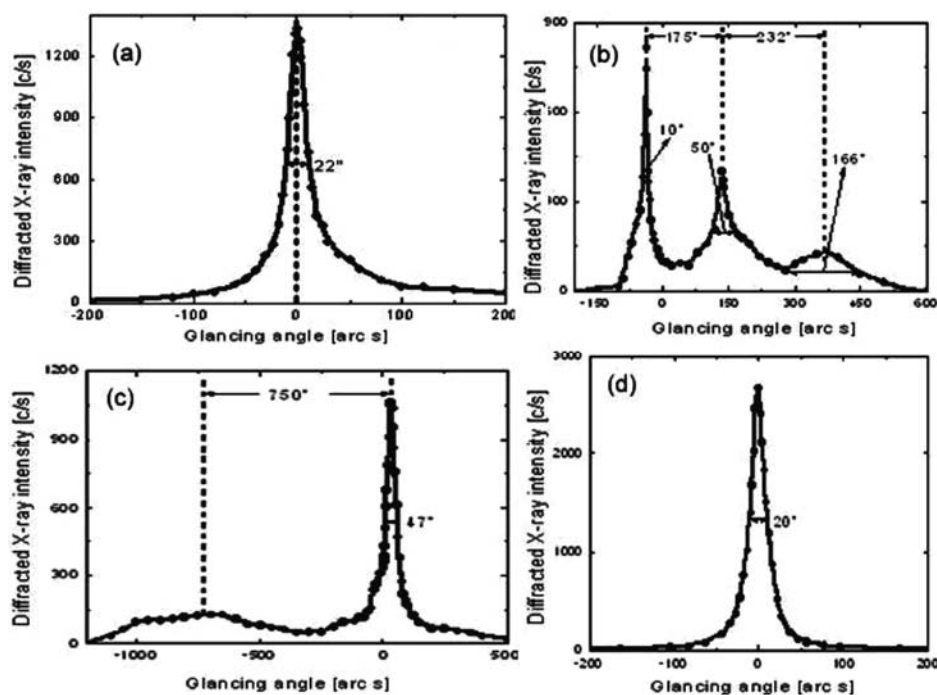 (a)
Diffracted X-ray intensity [c/s]
1200
900
600
300
0
22"
-200 -100 0 100 200
Glancing angle [arc s]
(b)
Diffracted X-ray intensity [c/s]
900
175" 232"
10" 50" 166"
0
-150 0 150 300 450 600
Glancing angle [arc s]
(c)
Diffracted X-ray intensity [c/s]
1200
900
600
300
0
750"
47"
-1000 -500 0 500
Glancing angle [arc s]
(d)
Diffracted X-ray intensity [c/s]
3000
2000
1000
0
20"
-200 -100 0 100 200
Glancing angle [arc s]